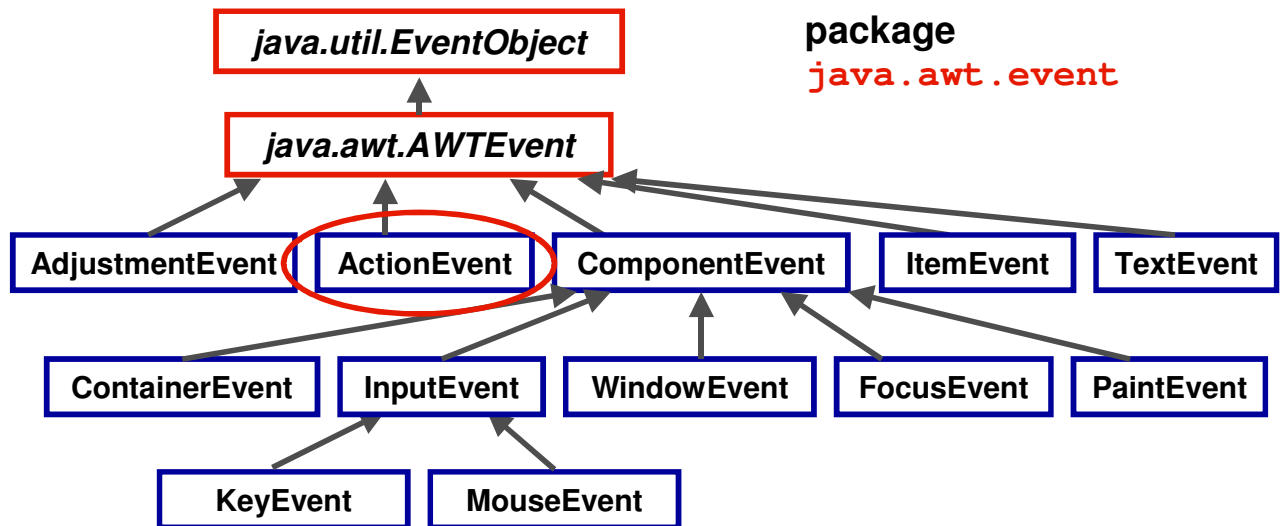 java.util.EventObject
package
java.awt.event
java.awt.AWTEvent
AdjustmentEvent
ActionEvent
ComponentEvent
ItemEvent
TextEvent
ContainerEvent
InputEvent
WindowEvent
FocusEvent
PaintEvent
KeyEvent
MouseEvent